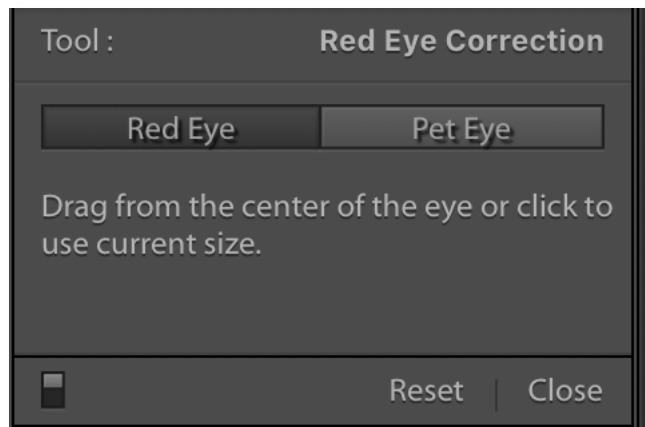 Tool : Red Eye Correction
Red Eye Pet Eye
Drag from the center of the eye or click to
use current size.
Reset Close